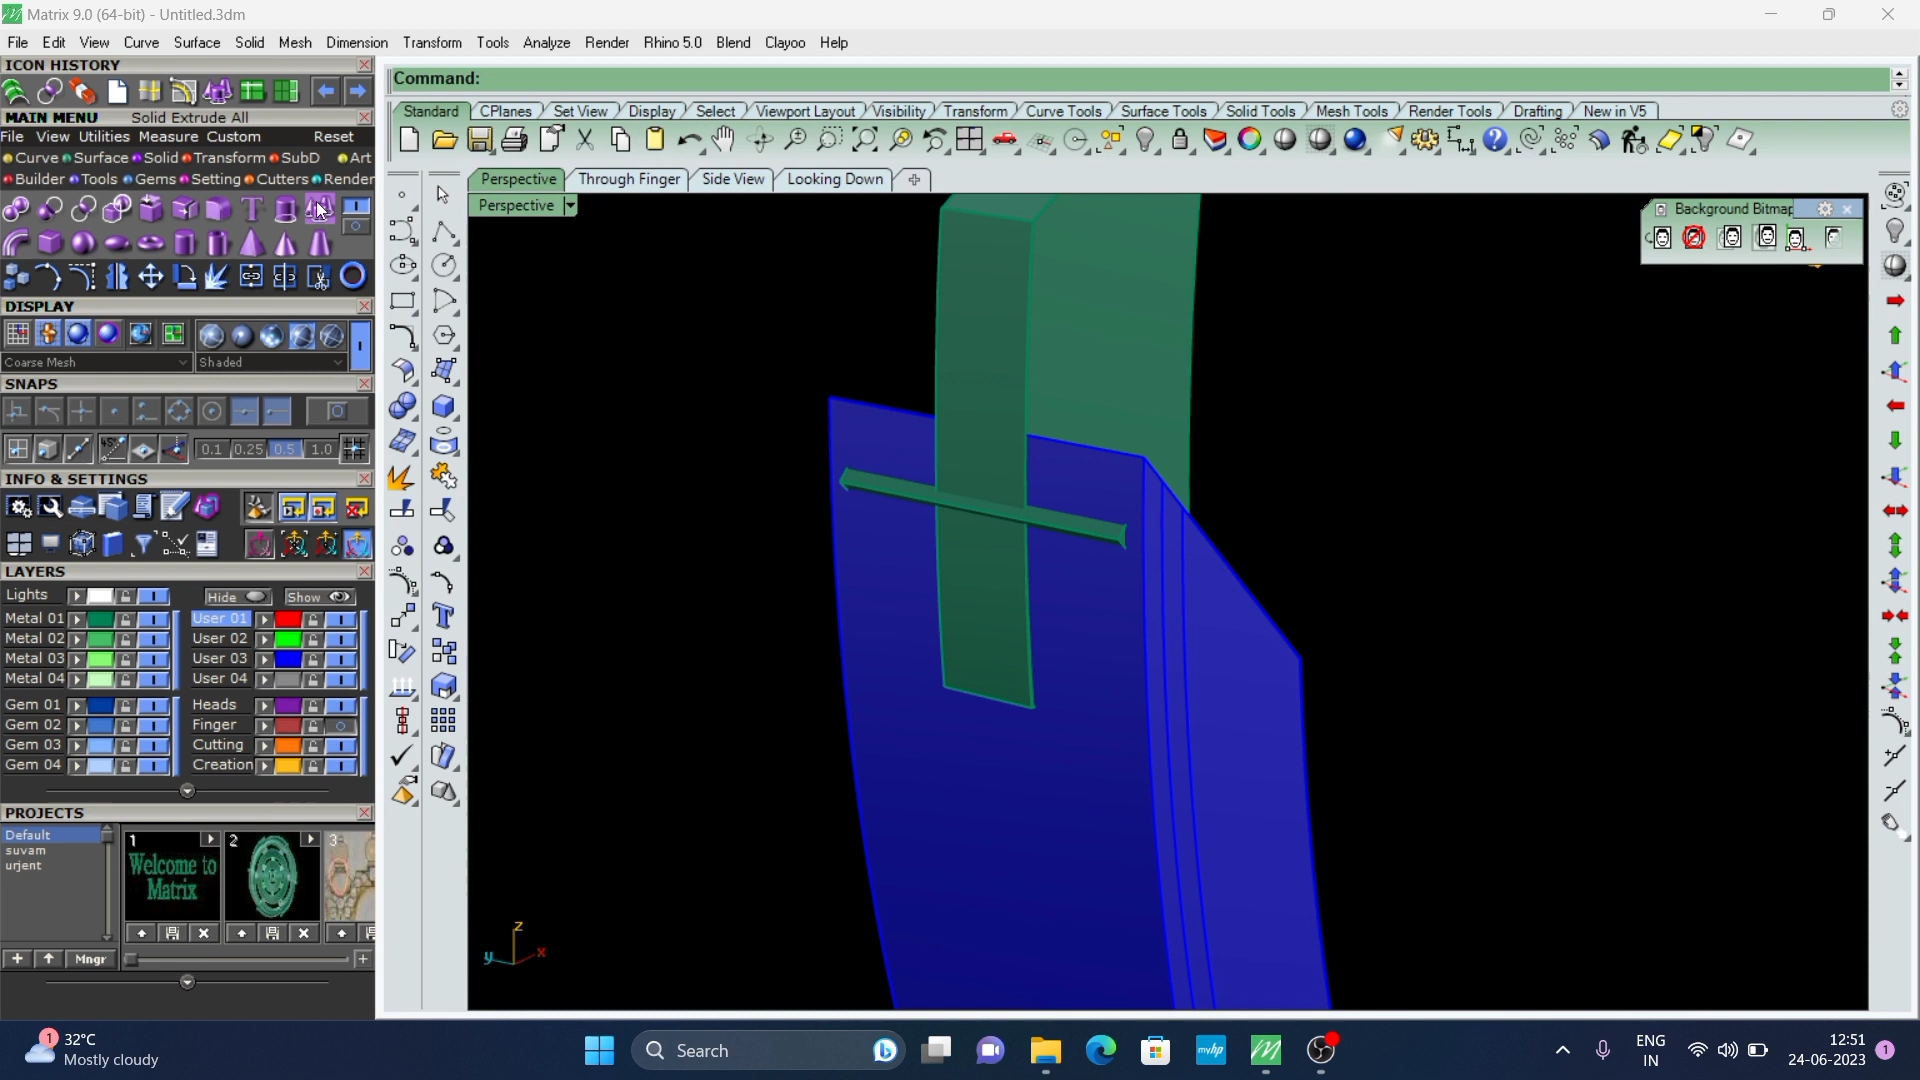 Matrix 9.0 (64-bit) - Untitled.3dm
File Edit View Curve Surface Solid Mesh Dimension Transform Tools Analyze Render Rhino 5.0 Blend Clayoo Help
ICON HISTORY
Command:
MAIN MENU Solid Extrude All
Standard CPlanes Set View Display Select Viewport Layout Visibility Transform Curve Tools Surface Tools Solid Tools Mesh Tools Render Tools Drafting New in V5
File View Utilities Measure Custom Reset
Curve Surface Solid Transform SubD Art
Builder Tools Gems Setting Cutters Render
Perspective Through Finger Side View Looking Down
Perspective
Background Bitmap
DISPLAY
Coarse Mesh Shaded
SNAPS
0.1 0.25 0.5 1.0
INFO & SETTINGS
LAYERS
Lights Hide Show
Metal 01 User 01
Metal 02 User 02
Metal 03 User 03
Metal 04 User 04
Gem 01 Heads
Gem 02 Finger
Gem 03 Cutting
Gem 04 Creation
PROJECTS
Default
suvam
urjent
1 2 3
Welcome to
Matrix
Mngr
z
y x
1 32°C
Mostly cloudy
Search
myhp
ENG
IN
12:51
24-06-2023
1